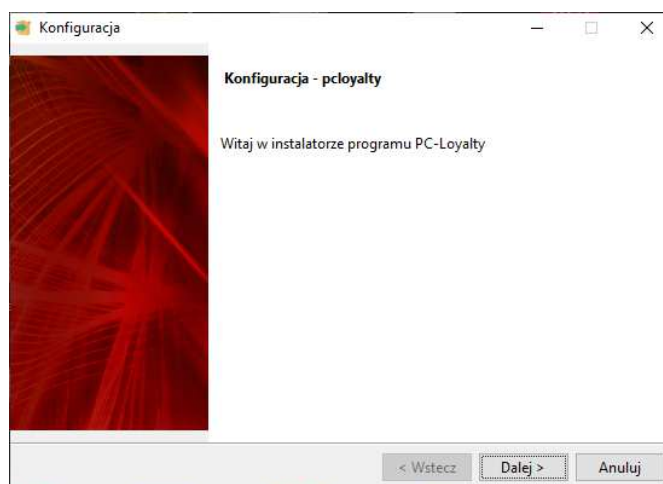 Konfiguracja
Konfiguracja - pcloyalty
Witaj w instalatorze programu PC-Loyalty
< Wstecz
Dalej >
Anuluj